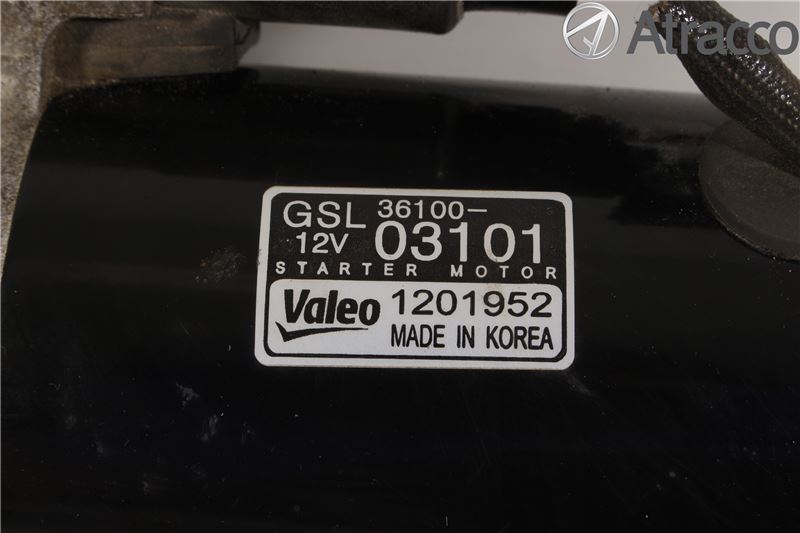 Atracco
GSL 36100-
12V 03101
STARTER MOTOR
Valeo 1201952
MADE IN KOREA